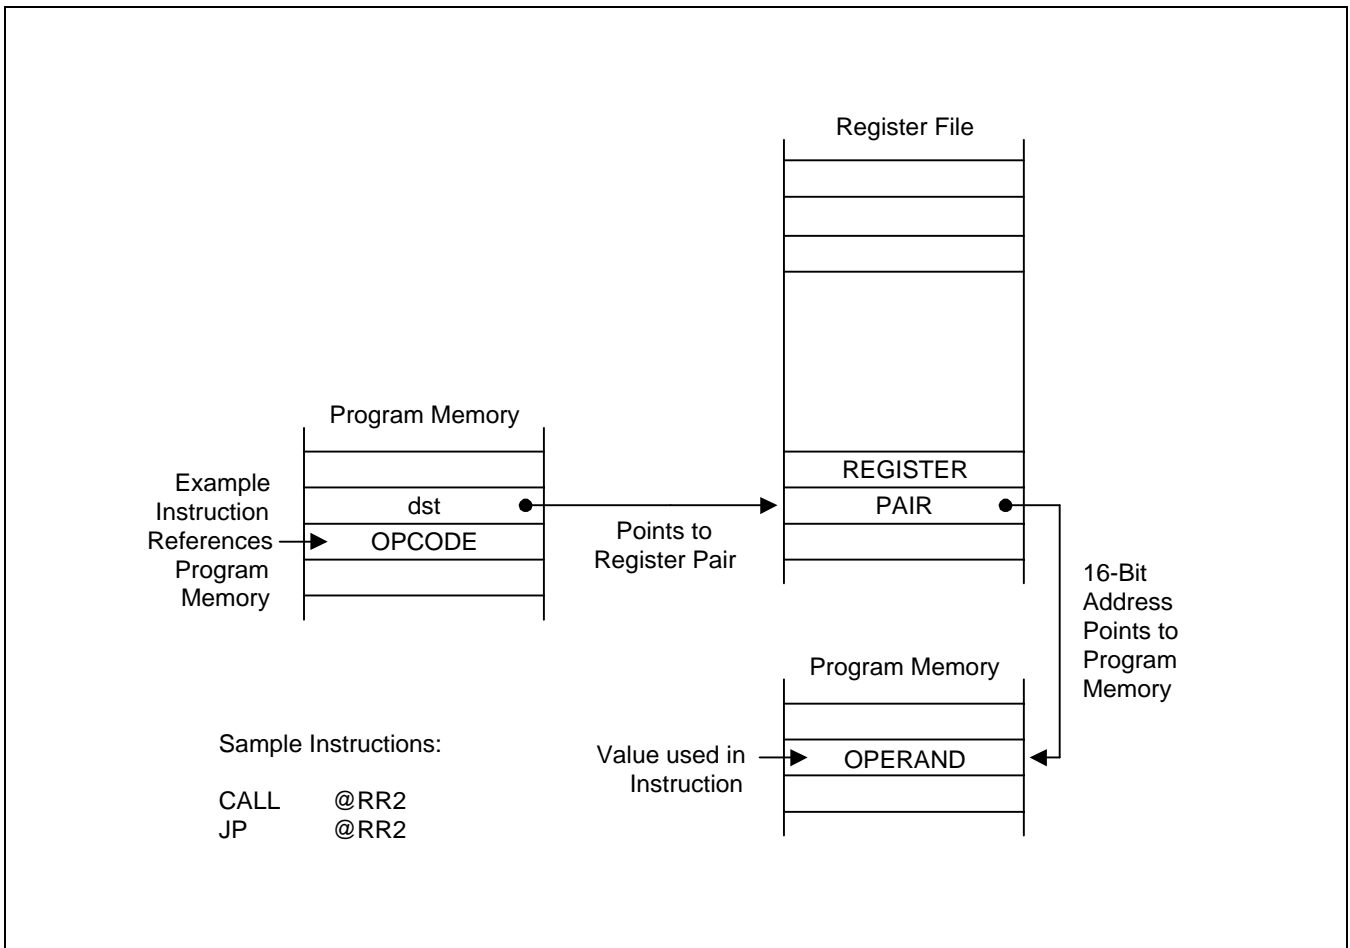 Register File
REGISTER
PAIR
Program Memory
Example
Instruction
References
Program
Memory
dst
OPCODE
Points to
Register Pair
16-Bit
Address
Points to
Program
Memory
Program Memory
Value used in
Instruction
OPERAND
Sample Instructions:
CALL @RR2
JP @RR2